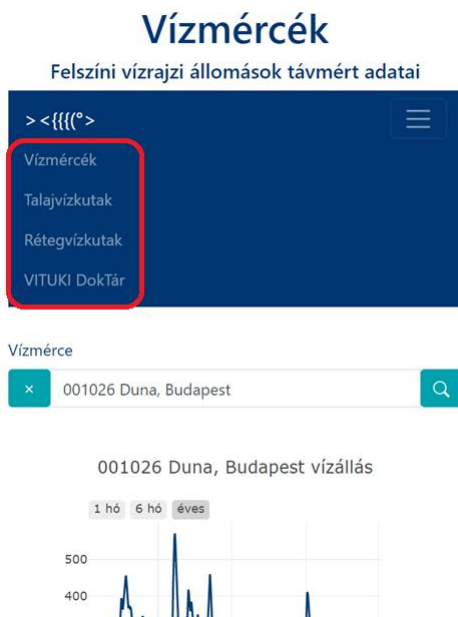 Vízmércék
Felszíni vízrajzi állomások távmért adatai
><{{{(°>
Vízmércék
Talajvízkutak
Rétegvízkutak
VITUKI DokTár
Vízmérce
× 001026 Duna, Budapest
001026 Duna, Budapest vízállás
1 hó 6 hó éves
500
400